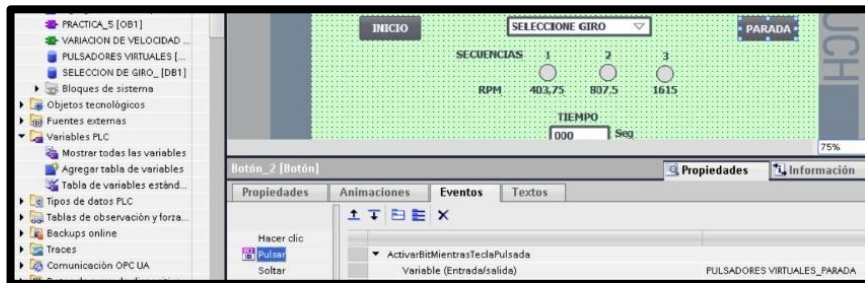 PRACTICA_5 [OB1]
VARIACION DE VELOCIDAD ...
PULSADORES VIRTUALES [...
SELECCION DE GIRO_ [DB1]
Bloques de sistema
Objetos tecnológicos
Fuentes externas
Variables PLC
Mostrar todas las variables
Agregar tabla de variables
Tabla de variables estánd...
Tipos de datos PLC
Tablas de observación y forza...
Backups online
Traces
Comunicación OPC UA
INICIO
SELECCIONE GIRO
PARADA
SECUENCIAS 1 2 3
RPM 403,75 807.5 1615
TIEMPO
000 Seg
TOUCH
75%
Botón_2 [Botón]
Propiedades
Información
Propiedades Animaciones Eventos Textos
Hacer clic
Pulsar
Soltar
ActivarBitMientrasTeclaPulsada
Variable (Entrada/salida) PULSADORES VIRTUALES_PARADA